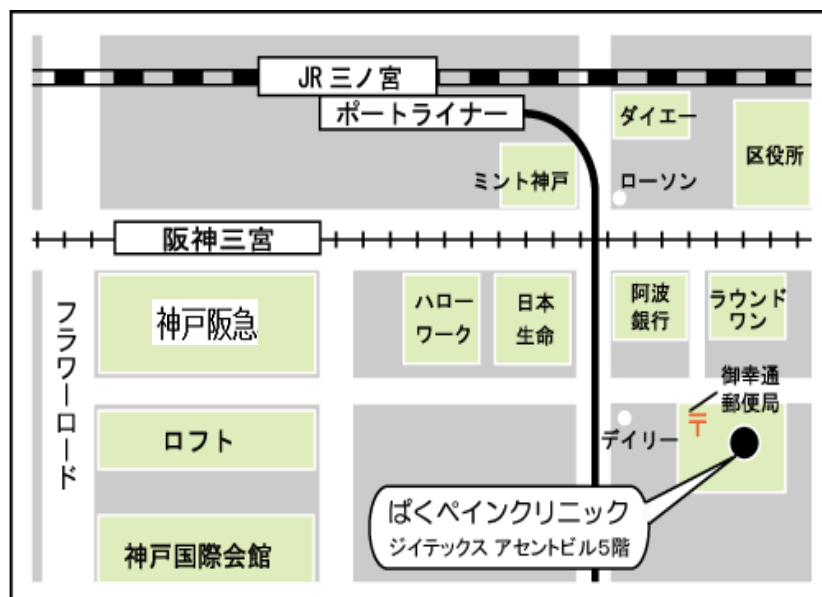 JR 三ノ宮
ポートライナー
ダイエー
区役所
ミント神戸
ローソン
阪神三宮
フラワーロード
神戸阪急
ハロー
ワーク
日本
生命
阿波
銀行
ラウンド
ワン
御幸通
郵便局
〒
ロフト
デイリー
ぱくペインクリニック
ジイテックス アセントビル5階
神戸国際会館